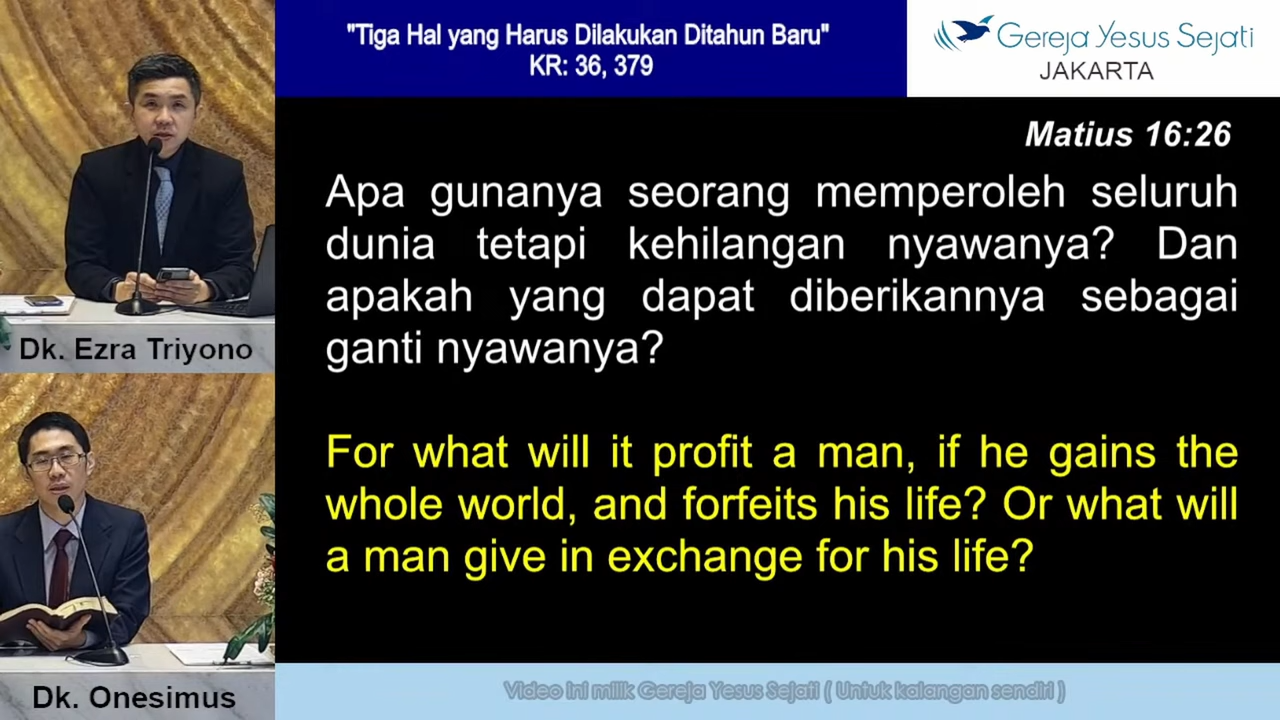 "Tiga Hal yang Harus Dilakukan Ditahun Baru"
KR: 36, 379
Gereja Yesus Sejati
JAKARTA
Matius 16:26
Apa gunanya seorang memperoleh seluruh
dunia tetapi kehilangan nyawanya? Dan
apakah yang dapat diberikannya sebagai
ganti nyawanya?
For what will it profit a man, if he gains the
whole world, and forfeits his life? Or what will
a man give in exchange for his life?
Dk. Ezra Triyono
Dk. Onesimus
Video ini milik Gereja Yesus Sejati ( Untuk kalangan sendiri )